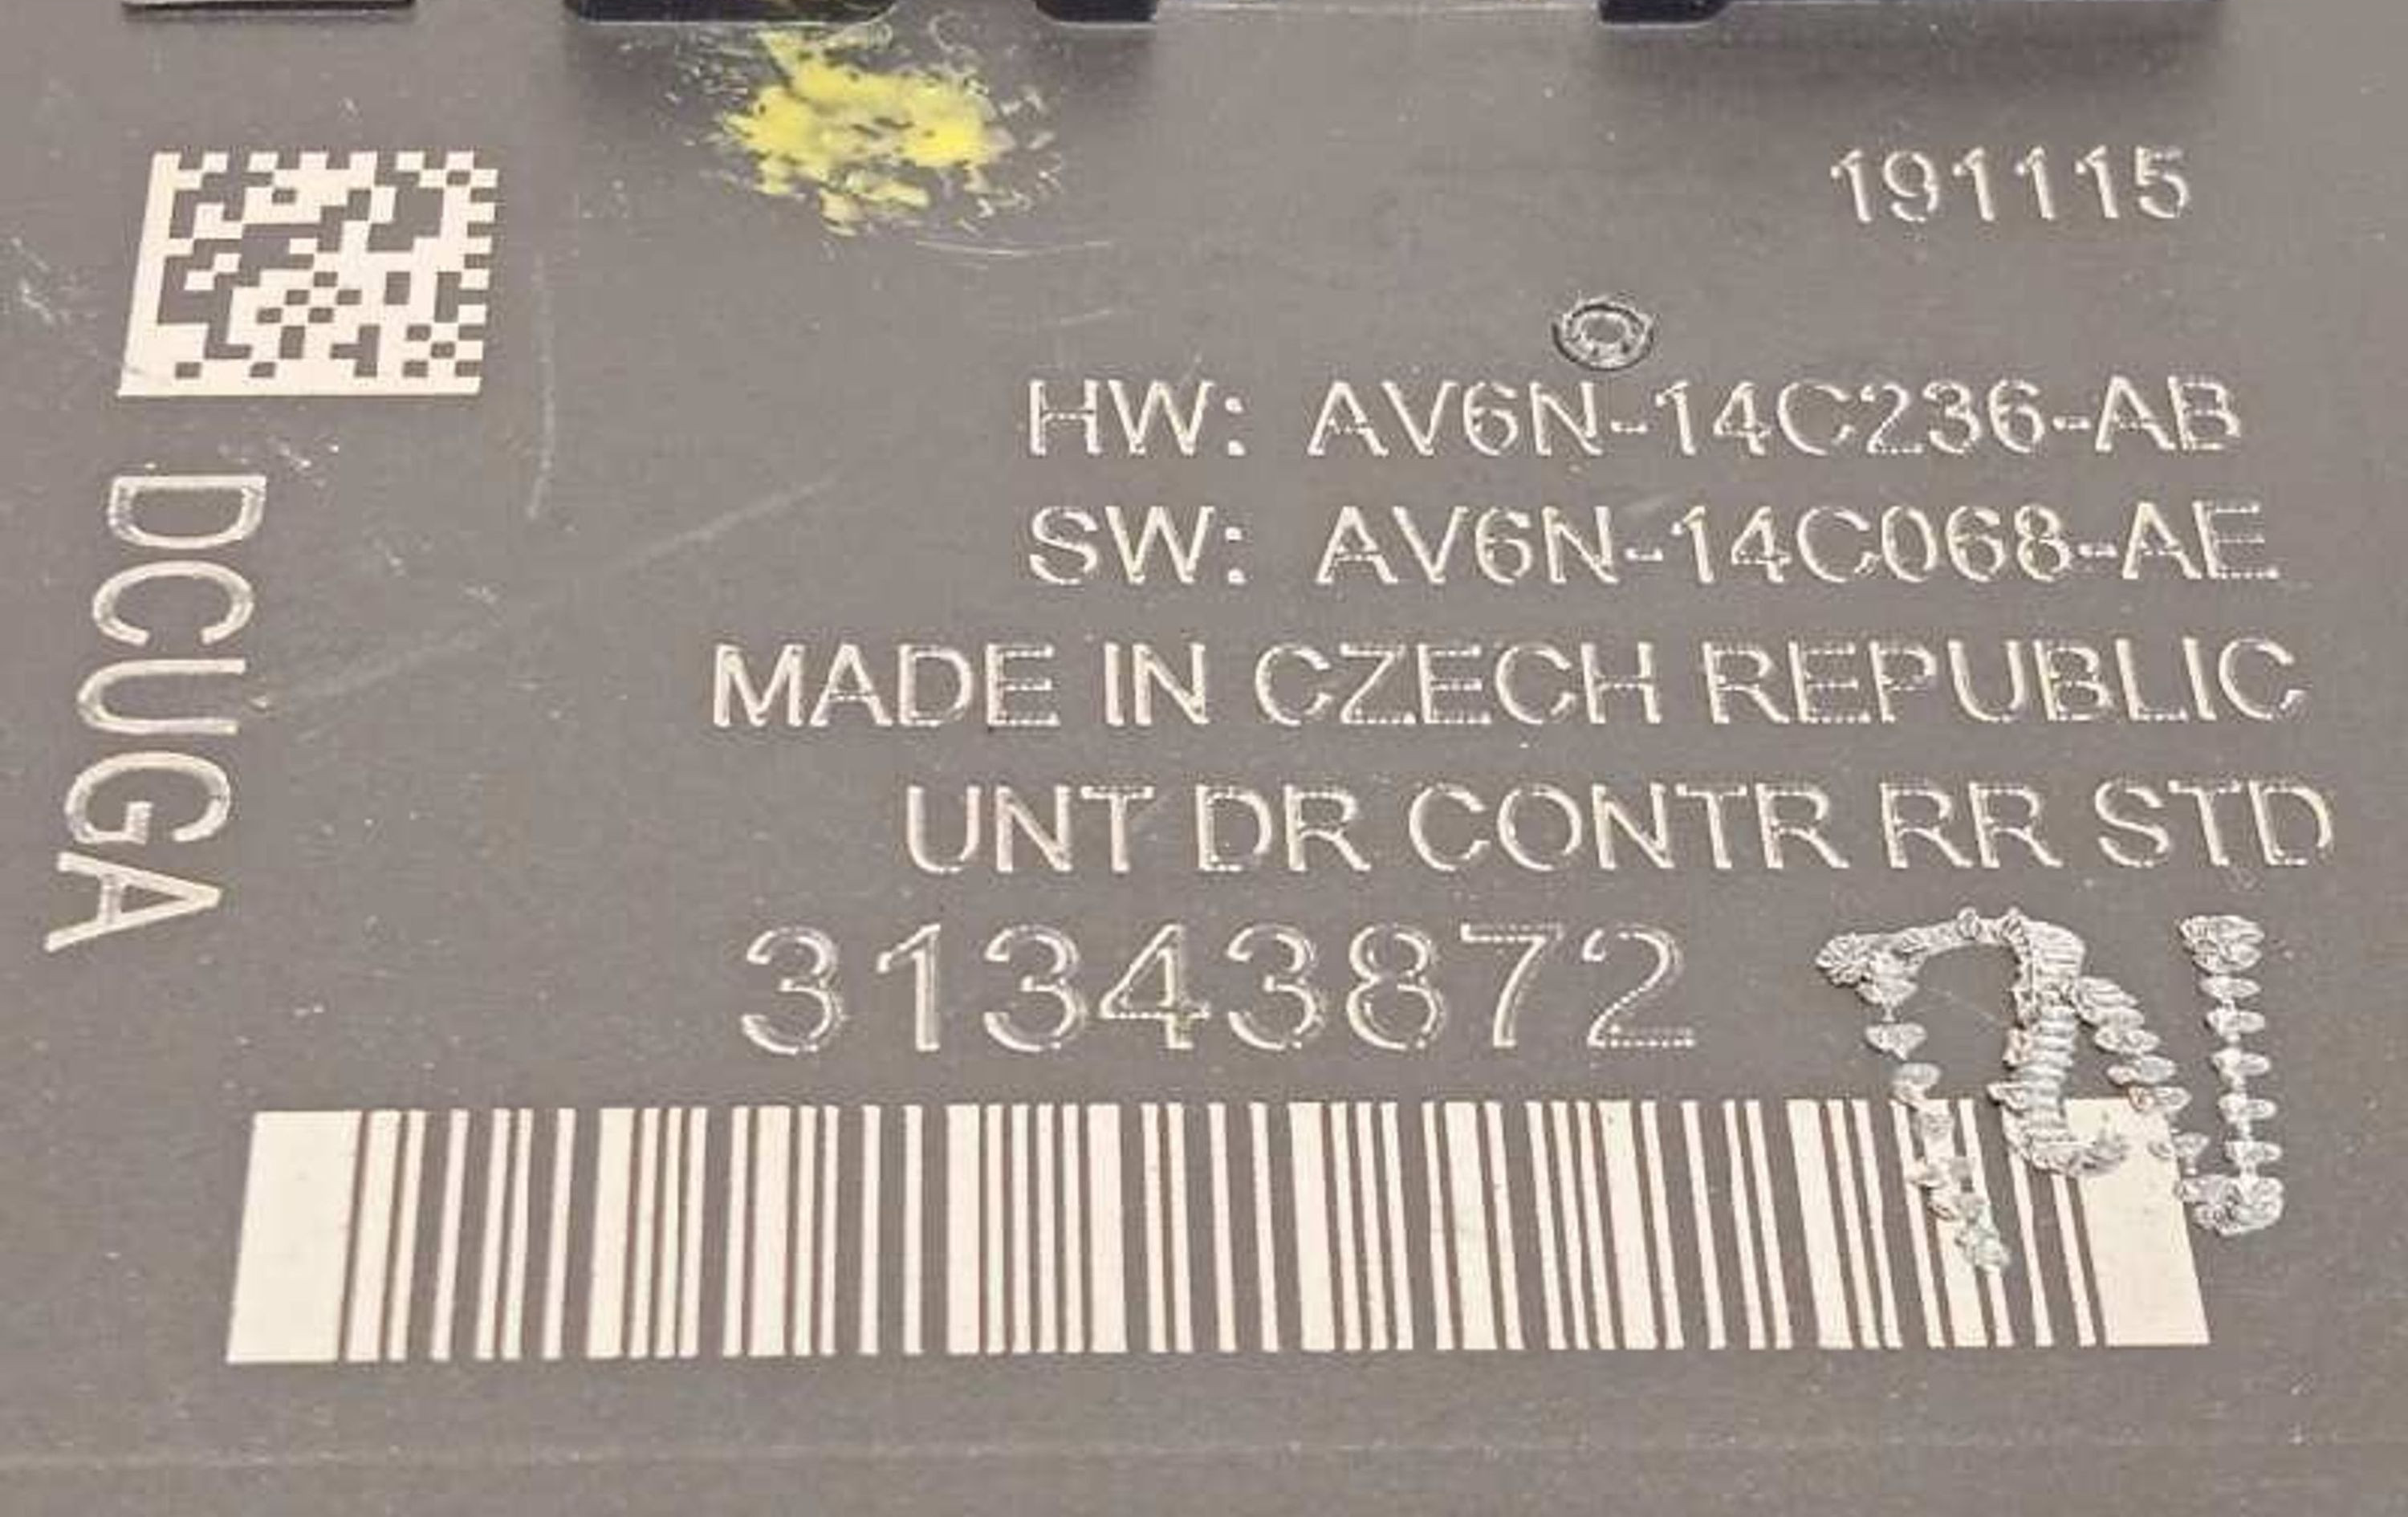 191115
HW: AV6N-14C236-AB
SW: AV6N-14C068-AE
MADE IN CZECH REPUBLIC
UNT DR CONTR RR STD
31343872
DCUGA